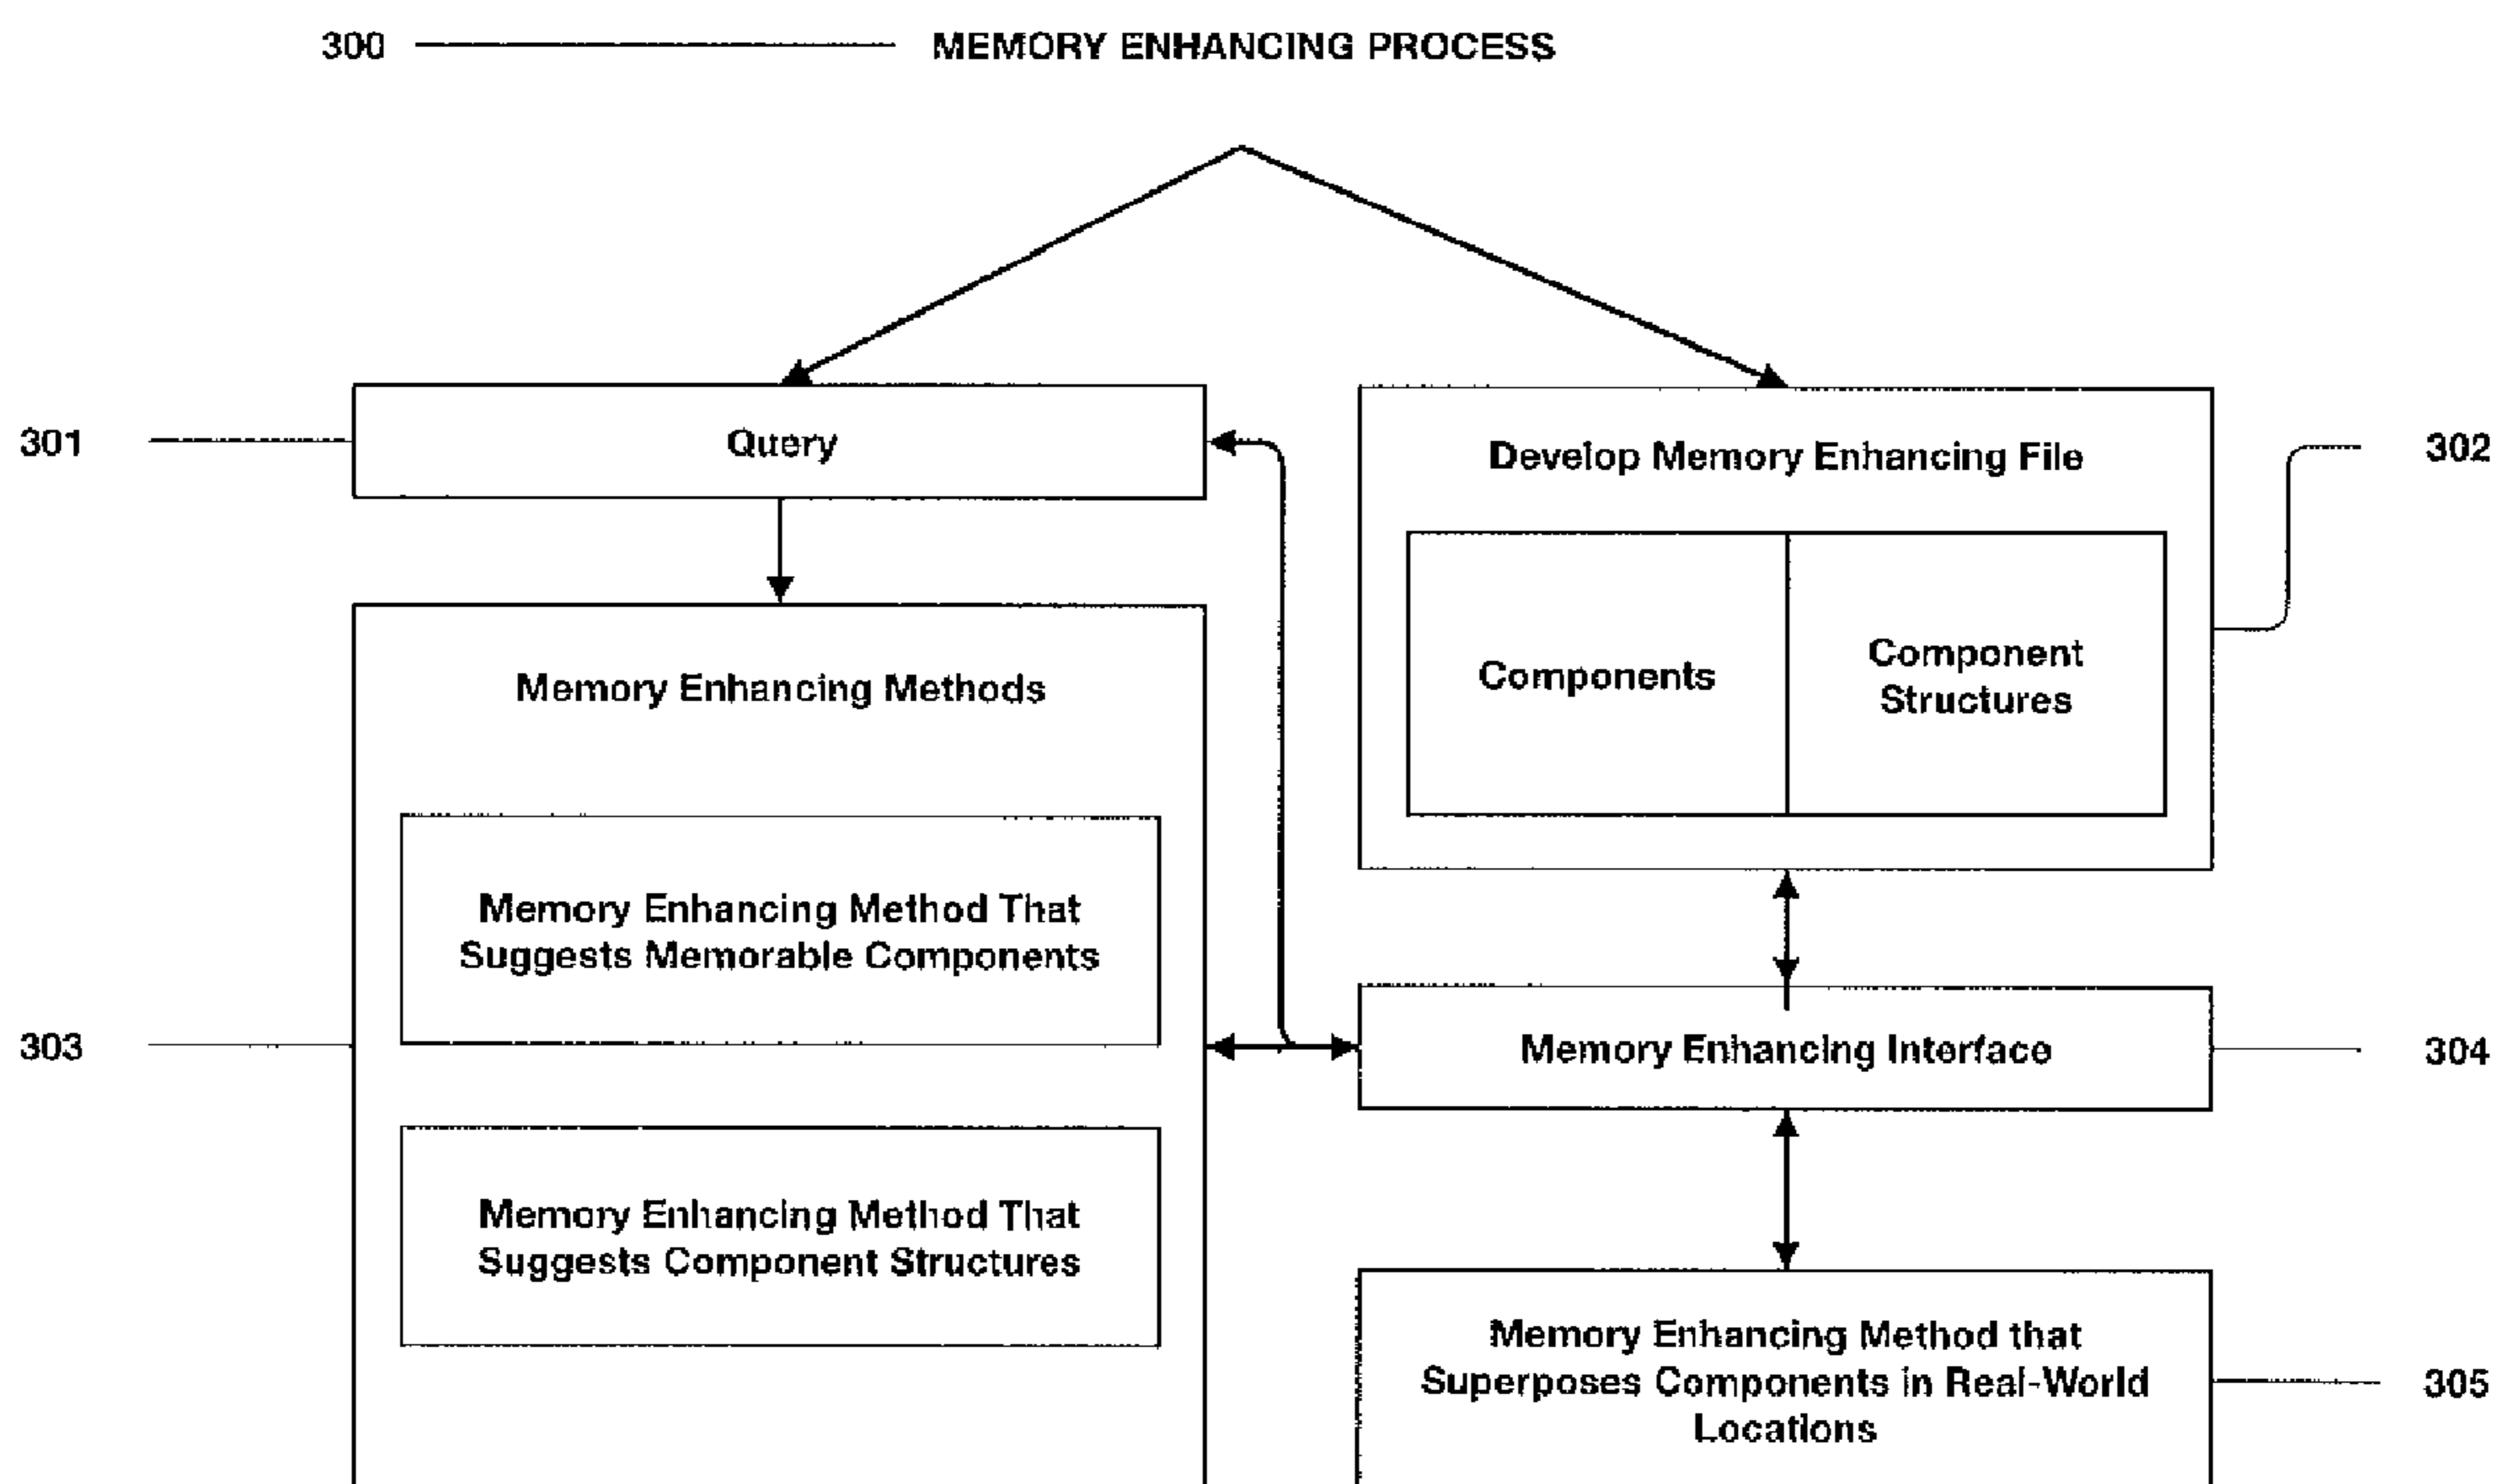 300
MEMORY ENHANCING PROCESS
301
Query
Develop Memory Enhancing File
302
Components
Component
Structures
Memory Enhancing Methods
Memory Enhancing Method That
Suggests Memorable Components
303
Memory Enhancing Interface
304
Memory Enhancing Method That
Suggests Component Structures
Memory Enhancing Method that
Superposes Components in Real-World
Locations
305